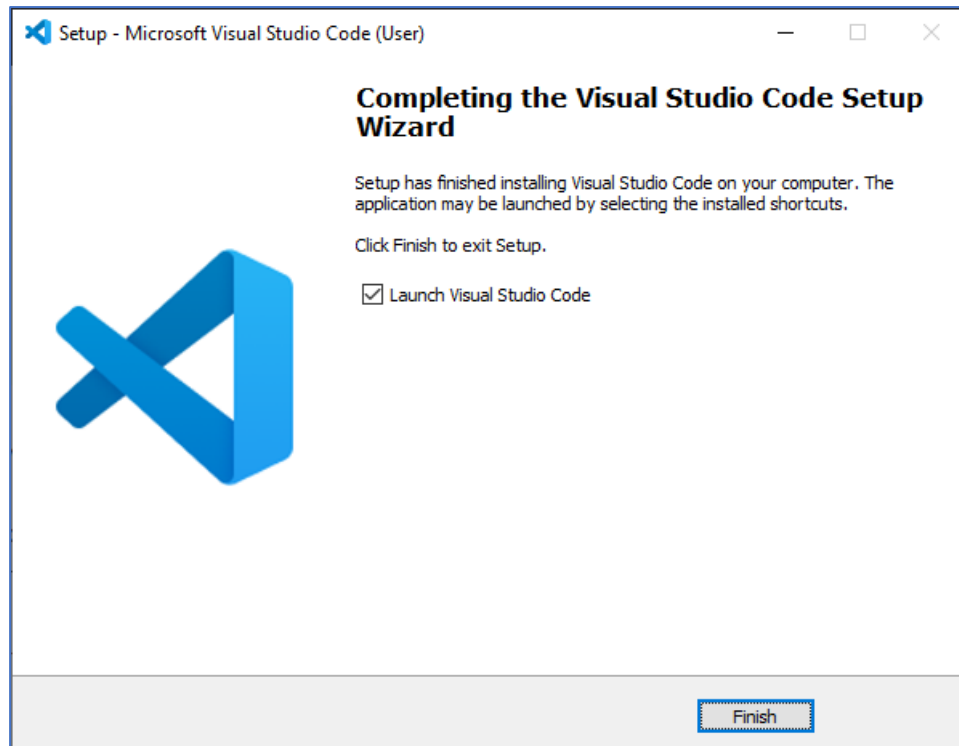 Setup - Microsoft Visual Studio Code (User)
Completing the Visual Studio Code Setup
Wizard
Setup has finished installing Visual Studio Code on your computer. The
application may be launched by selecting the installed shortcuts.
Click Finish to exit Setup.
Launch Visual Studio Code
Finish